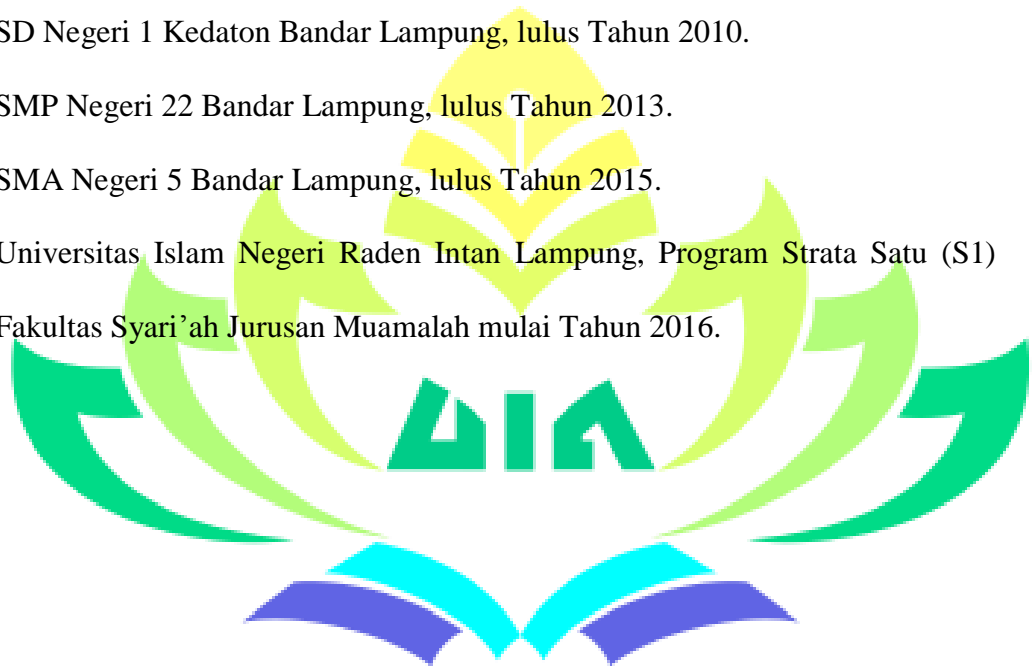 SD Negeri 1 Kedaton Bandar Lampung, lulus Tahun 2010.
SMP Negeri 22 Bandar Lampung, lulus Tahun 2013.
SMA Negeri 5 Bandar Lampung, lulus Tahun 2015.
Universitas Islam Negeri Raden Intan Lampung, Program Strata Satu (S1)
Fakultas Syari’ah Jurusan Muamalah mulai Tahun 2016.
UIN